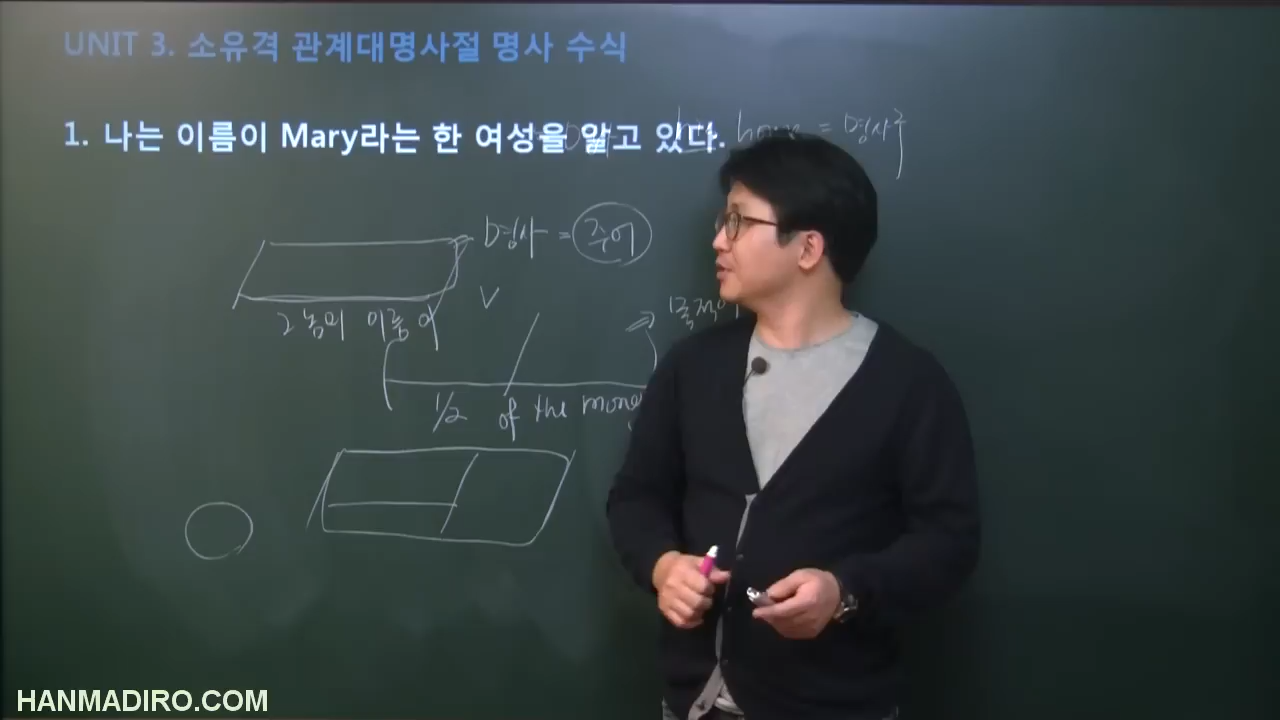 UNIT 3. 소유격 관계대명사절 명사 수식
= 명사구
1. 나는 이름이 Mary라는 한 여성을 알고 있다.
명사 = 주어
V
그놈의 이름이
목적어
1/2 of the mone
HANMADIRO.COM